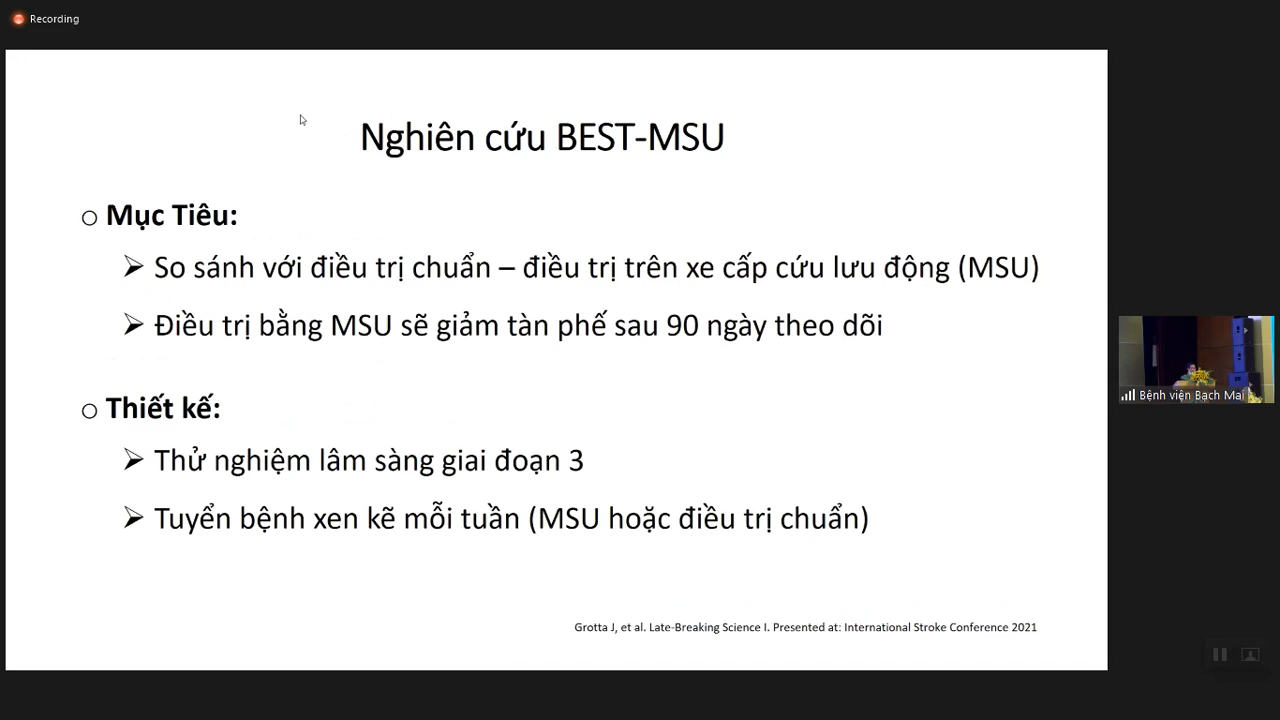 Recording
Nghiên cứu BEST-MSU
Mục Tiêu:
So sánh với điều trị chuẩn – điều trị trên xe cấp cứu lưu động (MSU)
Điều trị bằng MSU sẽ giảm tàn phế sau 90 ngày theo dõi
Thiết kế:
Thử nghiệm lâm sàng giai đoạn 3
Tuyển bệnh xen kẽ mỗi tuần (MSU hoặc điều trị chuẩn)
Grotta J, et al. Late-Breaking Science I. Presented at: International Stroke Conference 2021
Bệnh viện Bạch Mai